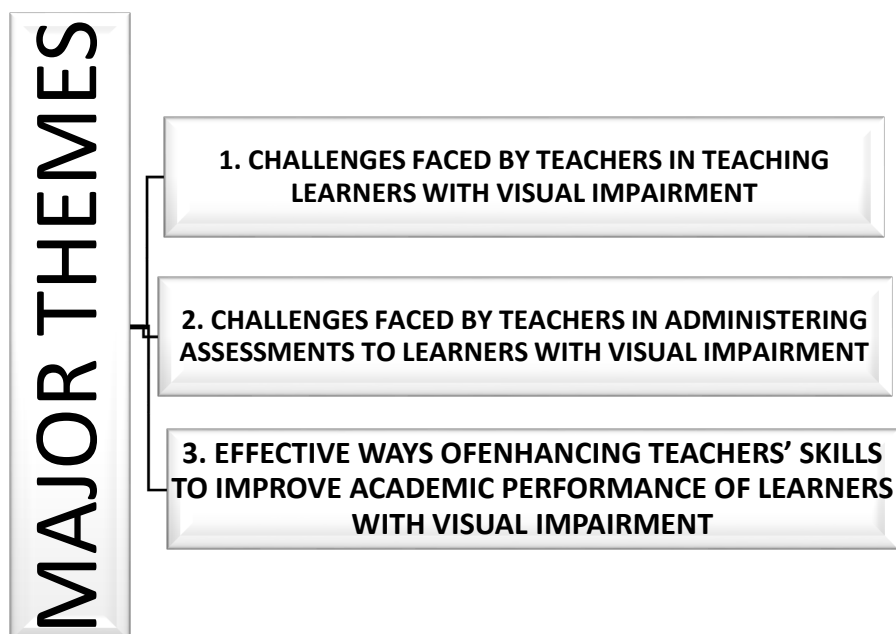 MAJOR THEMES
1. CHALLENGES FACED BY TEACHERS IN TEACHING
LEARNERS WITH VISUAL IMPAIRMENT
2. CHALLENGES FACED BY TEACHERS IN ADMINISTERING
ASSESSMENTS TO LEARNERS WITH VISUAL IMPAIRMENT
3. EFFECTIVE WAYS OFENHANCING TEACHERS’ SKILLS
TO IMPROVE ACADEMIC PERFORMANCE OF LEARNERS
WITH VISUAL IMPAIRMENT